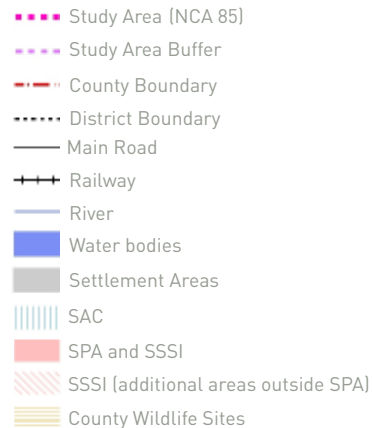 Study Area (NCA 85)
Study Area Buffer
County Boundary
District Boundary
Main Road
Railway
River
Water bodies
Settlement Areas
SAC
SPA and SSSI
SSSI (additional areas outside SPA)
County Wildlife Sites